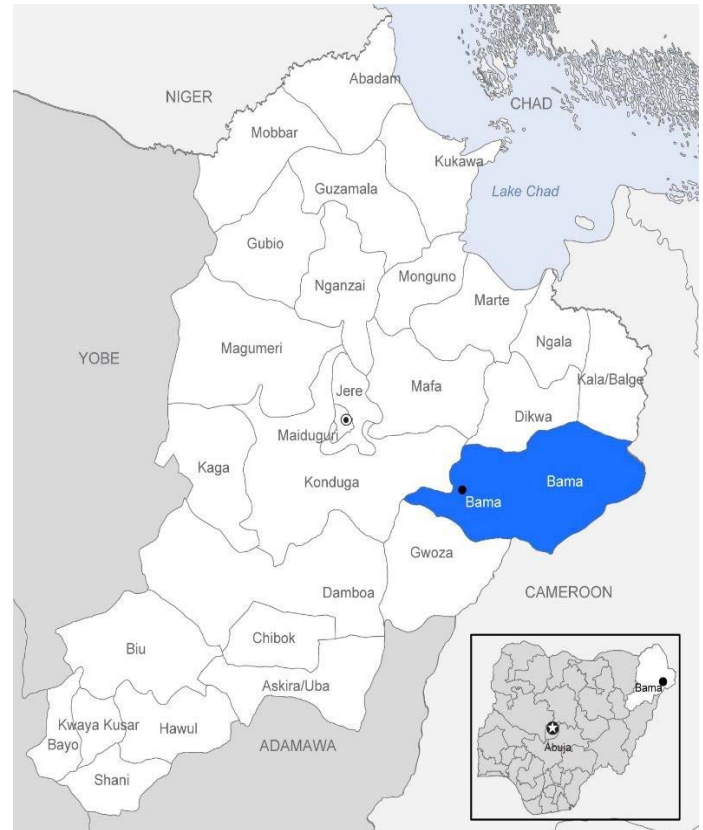 Abadam
NIGER
CHAD
Mobbar
Kukawa
Guzamala
Lake Chad
Gubio
Monguno
Nganzai
Marte
Ngala
Magumeri
YOBE
Kala/Balge
Jere
Mafa
Dikwa
Maiduguri
Kaga
Konduga
Bama
Bama
Gwoza
Damboa
CAMEROON
Chibok
Biu
Askira/Uba
Bama
Kwaya Kusar
Hawul
Bayo
ADAMAWA
Abuja
Shani